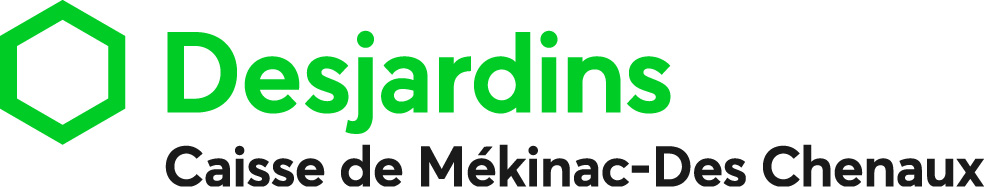 Desjardins
Caisse de Mékinac-Des Chenaux